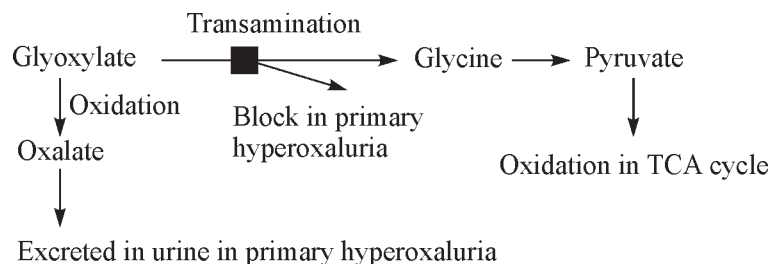 Transamination
Glyoxylate
Glycine
Pyruvate
Oxidation
Block in primary
hyperoxaluria
Oxalate
Oxidation in TCA cycle
Excreted in urine in primary hyperoxaluria